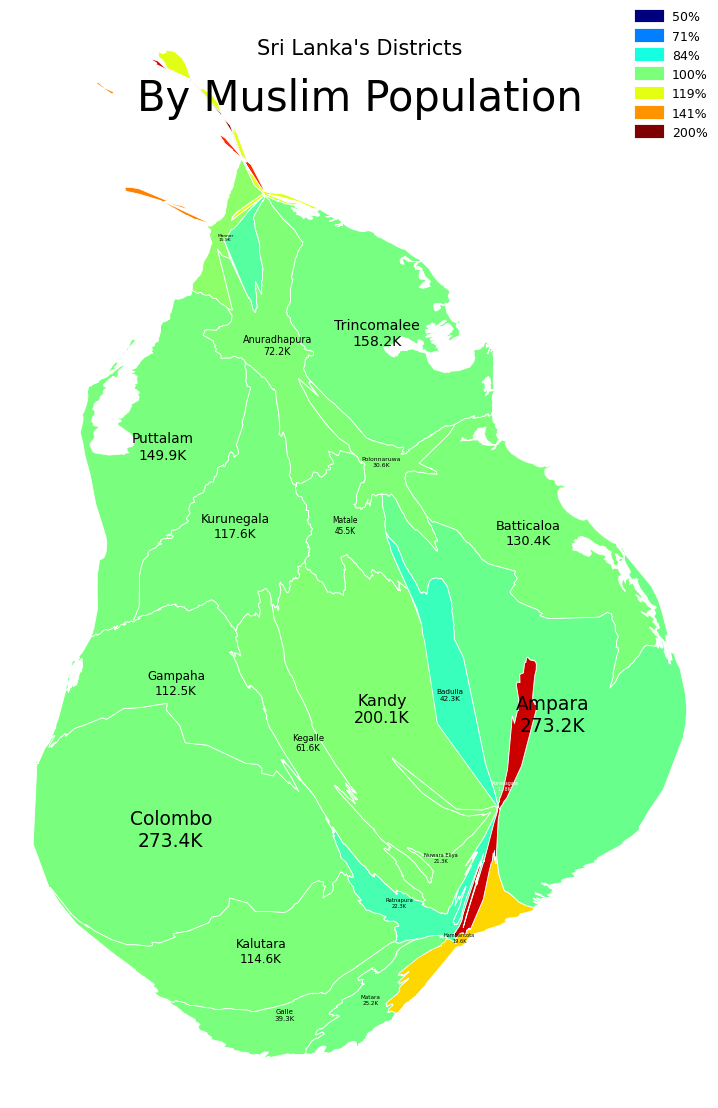 Sri Lanka's Districts
By Muslim Population
50%
71%
84%
100%
119%
141%
200%
Mannar
Trincomalee
158.2K
Anuradhapura
72.2K
Puttalam
149.9K
Polonnaruwa
30.6K
Kurunegala
117.6K
Matale
45.5K
Batticaloa
130.4K
Gampaha
112.5K
Kandy
200.1K
Badulla
42.3K
Ampara
273.2K
Kegalle
61.6K
Colombo
273.4K
Nuwara Eliya
21.3K
Ratnapura
22.3K
Hambantota
19.6K
Kalutara
114.6K
Matara
25.2K
Galle
39.3K